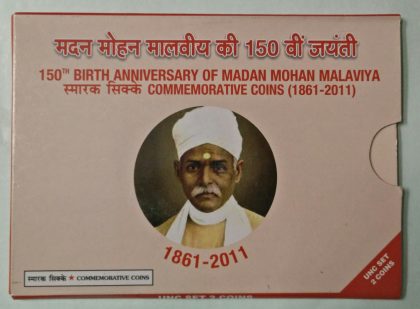 मदन मोहन मालवीय की 150 वीं जयंती
150TH BIRTH ANNIVERSARY OF MADAN MOHAN MALAVIYA
स्मारक सिक्के COMMEMORATIVE COINS (1861-2011)
1861-2011
स्मारक सिक्के ★ COMMEMORATIVE COINS
UNC SET
2 COINS
UNC SET 2 COINS